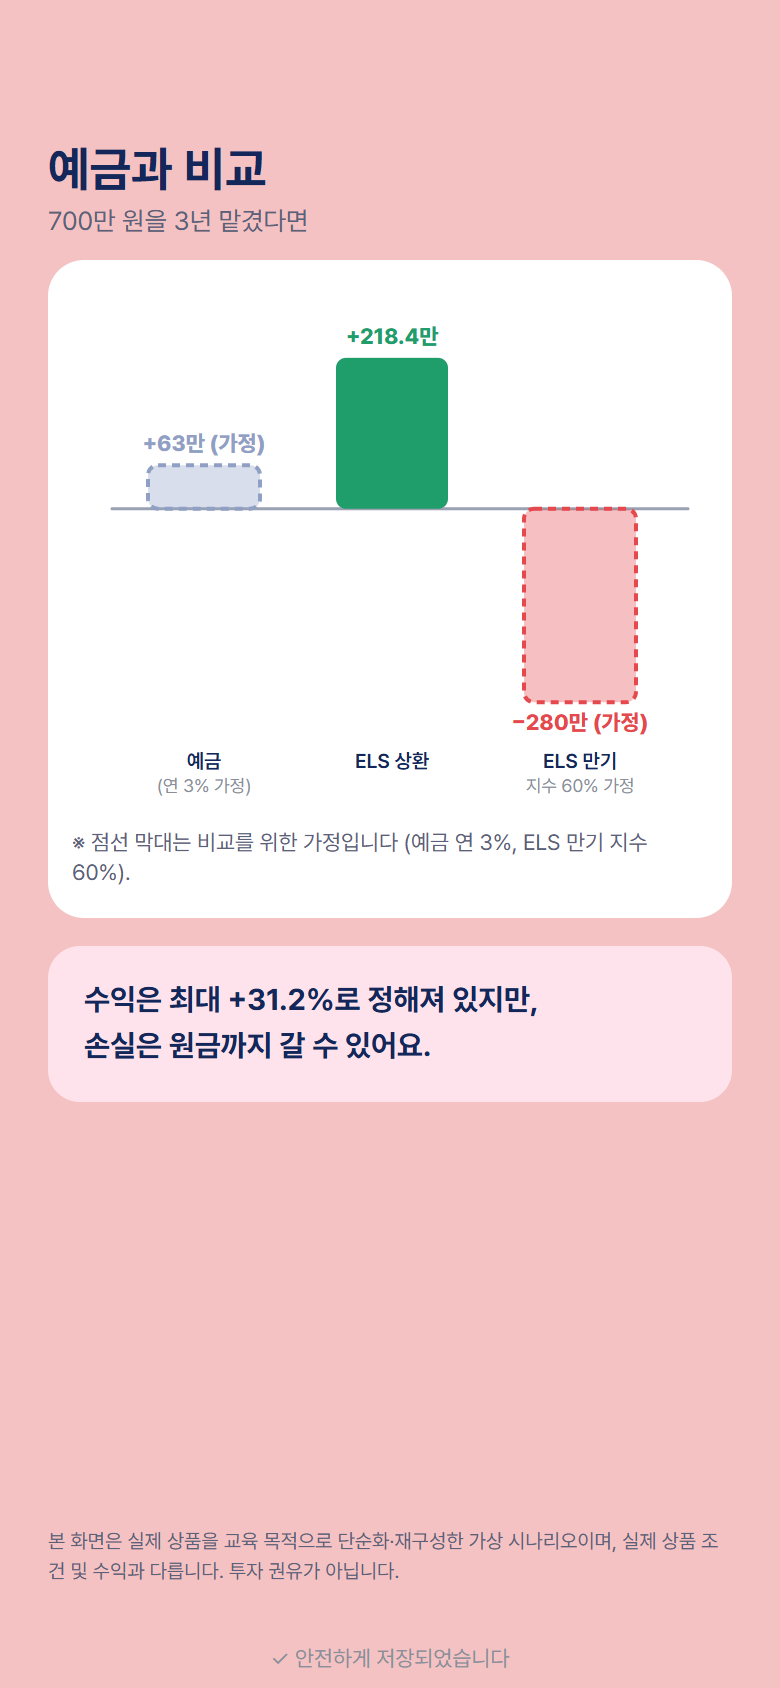 예금과 비교
700만 원을 3년 맡겼다면
+218.4만
+63만 (가정)
−280만 (가정)
예금
(연 3% 가정)
ELS 상환
ELS 만기
지수 60% 가정
※ 점선 막대는 비교를 위한 가정입니다 (예금 연 3%, ELS 만기 지수
60%).
수익은 최대 +31.2%로 정해져 있지만,
손실은 원금까지 갈 수 있어요.
본 화면은 실제 상품을 교육 목적으로 단순화·재구성한 가상 시나리오이며, 실제 상품 조
건 및 수익과 다릅니다. 투자 권유가 아닙니다.
✓ 안전하게 저장되었습니다